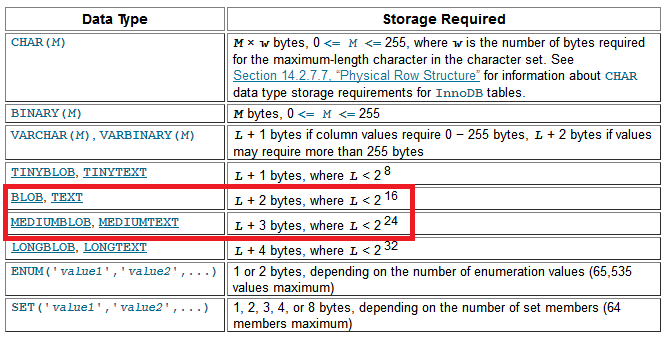 Data Type Storage Required
CHAR(M) M × w bytes, 0 <= M <= 255, where w is the number of bytes required
for the maximum-length character in the character set. See
Section 14.2.7.7, “Physical Row Structure” for information about CHAR
data type storage requirements for InnoDB tables.
BINARY(M) M bytes, 0 <= M <= 255
VARCHAR(M), VARBINARY(M) L + 1 bytes if column values require 0 – 255 bytes, L + 2 bytes if values
may require more than 255 bytes
TINYBLOB, TINYTEXT L + 1 bytes, where L < 2 8
BLOB, TEXT L + 2 bytes, where L < 2 16
MEDIUMBLOB, MEDIUMTEXT L + 3 bytes, where L < 2 24
LONGBLOB, LONGTEXT L + 4 bytes, where L < 2 32
ENUM('value1','value2',...) 1 or 2 bytes, depending on the number of enumeration values (65,535
values maximum)
SET('value1','value2',...) 1, 2, 3, 4, or 8 bytes, depending on the number of set members (64
members maximum)